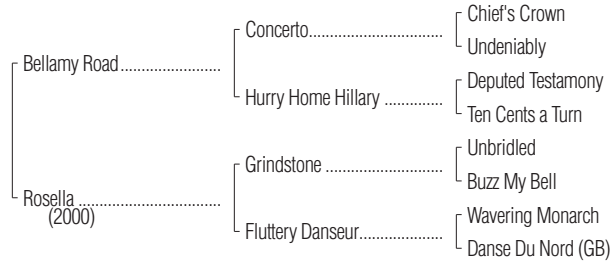 Chief's Crown
Concerto
Undeniably
Bellamy Road
Deputed Testamony
Hurry Home Hillary
Ten Cents a Turn
Unbridled
Grindstone
Buzz My Bell
Rosella
(2000)
Wavering Monarch
Fluttery Danseur
Danse Du Nord (GB)